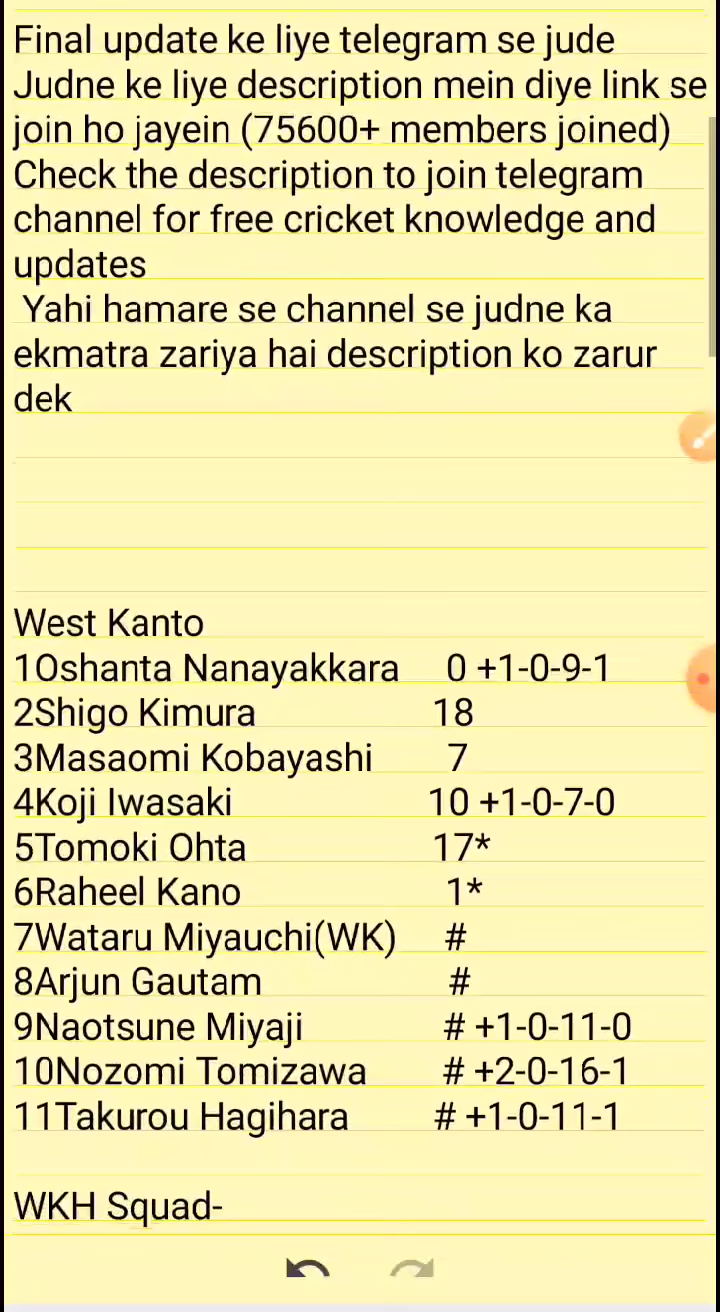 Final update ke liye telegram se jude
Judne ke liye description mein diye link se
join ho jayein (75600+ members joined)
Check the description to join telegram
channel for free cricket knowledge and
updates
Yahi hamare se channel se judne ka
ekmatra zariya hai description ko zarur
dek
West Kanto
1Oshanta Nanayakkara 0 +1-0-9-1
2Shigo Kimura 18
3Masaomi Kobayashi 7
4Koji Iwasaki 10 +1-0-7-0
5Tomoki Ohta 17*
6Raheel Kano 1*
7Wataru Miyauchi(WK) #
8Arjun Gautam #
9Naotsune Miyaji # +1-0-11-0
10Nozomi Tomizawa # +2-0-16-1
11Takurou Hagihara # +1-0-11-1
WKH Squad-